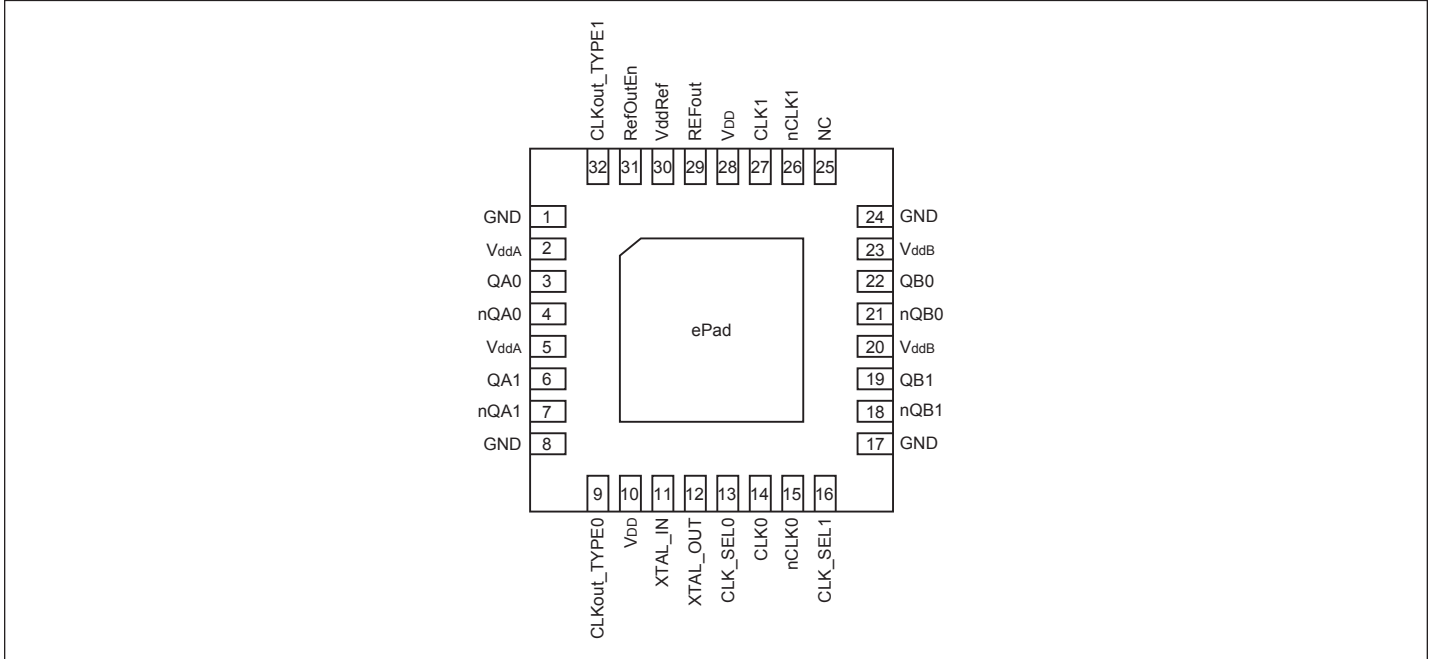 CLKout_TYPE1
RefOutEn
VddRef
REFout
VDD
CLK1
nCLK1
NC
32 31 30 29 28 27 26 25
GND 1 24 GND
VddA 2 23 VddB
QA0 3 22 QB0
nQA0 4 21 nQB0
ePad
VddA 5 20 VddB
QA1 6 19 QB1
nQA1 7 18 nQB1
GND 8 17 GND
9 10 11 12 13 14 15 16
CLKout_TYPE0
VDD
XTAL_IN
XTAL_OUT
CLK_SEL0
CLK0
nCLK0
CLK_SEL1